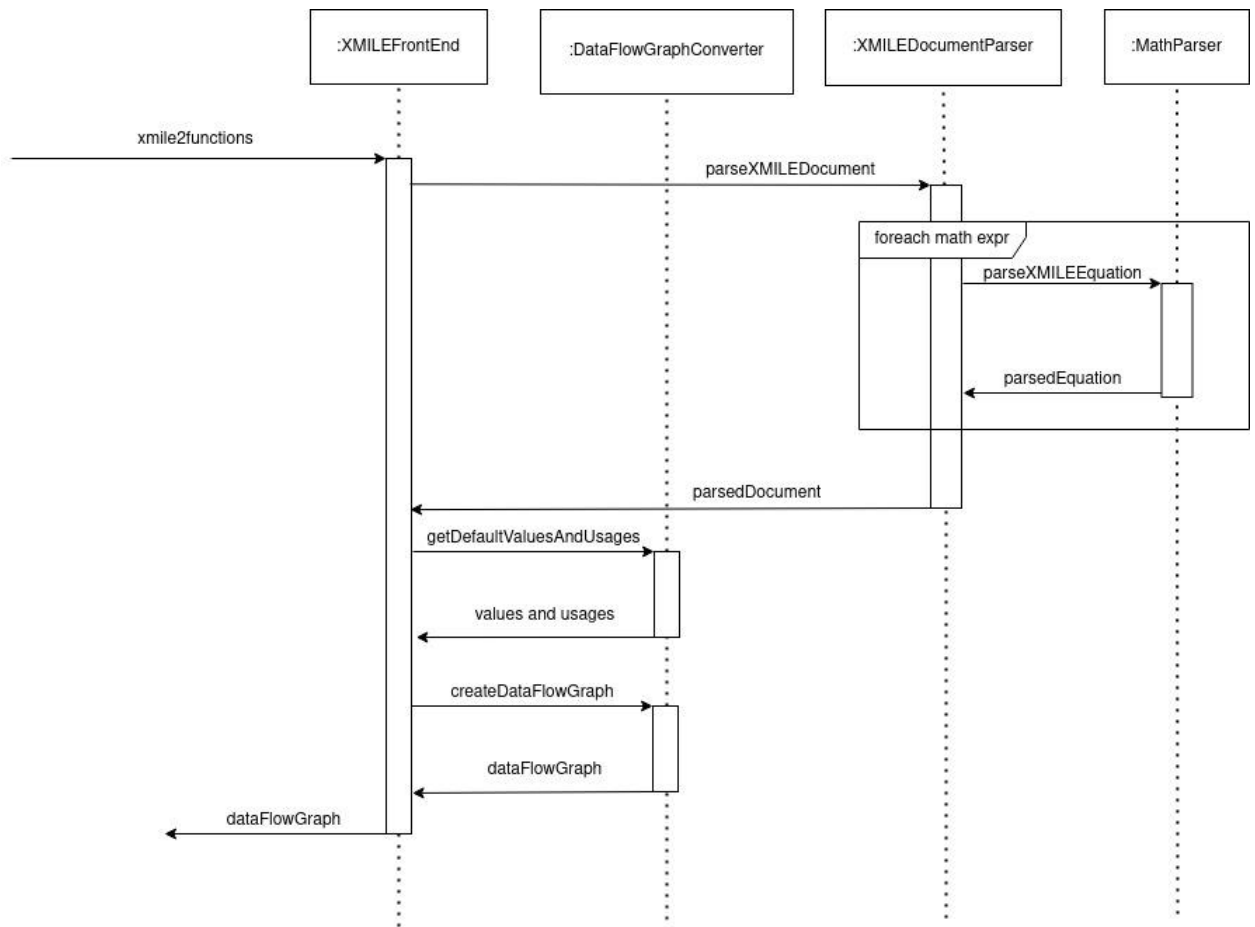 :XMILEFrontEnd
:DataFlowGraphConverter
:XMILEDocumentParser
:MathParser
xmile2functions
parseXMILEDocument
foreach math expr
parseXMILEEquation
parsedEquation
parsedDocument
getDefaultValuesAndUsages
values and usages
createDataFlowGraph
dataFlowGraph
dataFlowGraph